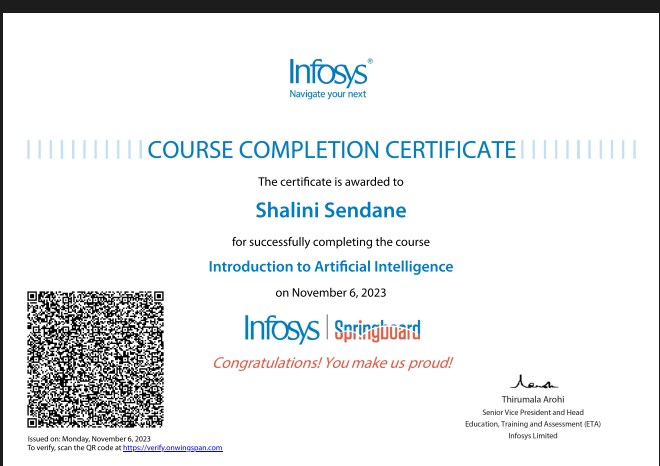 Infosys®
Navigate your next
COURSE COMPLETION CERTIFICATE
The certificate is awarded to
Shalini Sendane
for successfully completing the course
Introduction to Artificial Intelligence
on November 6, 2023
Infosys | Springboard
Congratulations! You make us proud!
Thirumala Arohi
Senior Vice President and Head
Education, Training and Assessment (ETA)
Infosys Limited
Issued on: Monday, November 6, 2023
To verify, scan the QR code at https://verify.onwingspan.com